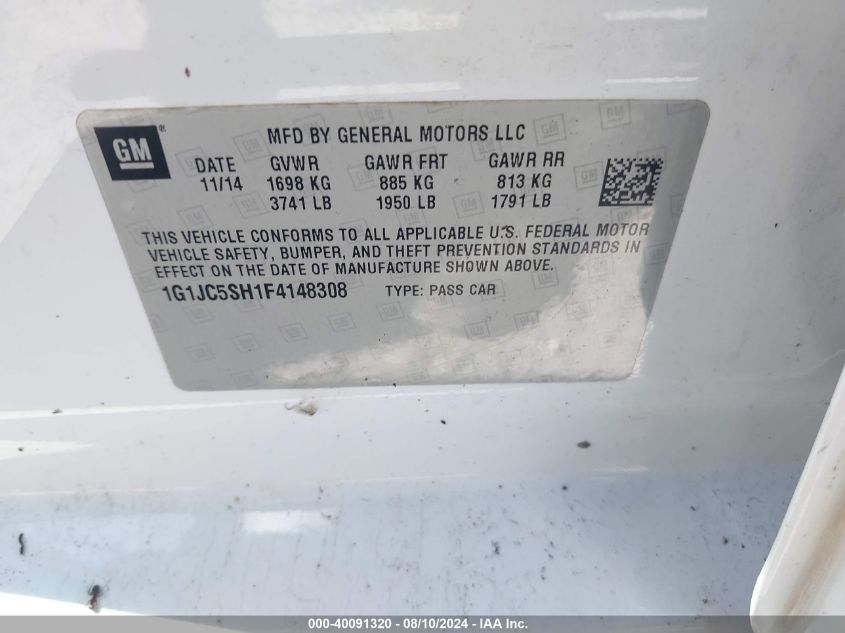 GM®
MFD BY GENERAL MOTORS LLC
DATE GVWR GAWR FRT GAWR RR
11/14 1698 KG 885 KG 813 KG
3741 LB 1950 LB 1791 LB
THIS VEHICLE CONFORMS TO ALL APPLICABLE U.S. FEDERAL MOTOR
VEHICLE SAFETY, BUMPER, AND THEFT PREVENTION STANDARDS IN
EFFECT ON THE DATE OF MANUFACTURE SHOWN ABOVE.
1G1JC5SH1F4148308 TYPE: PASS CAR
000-40091320 - 08/10/2024 - IAA Inc.